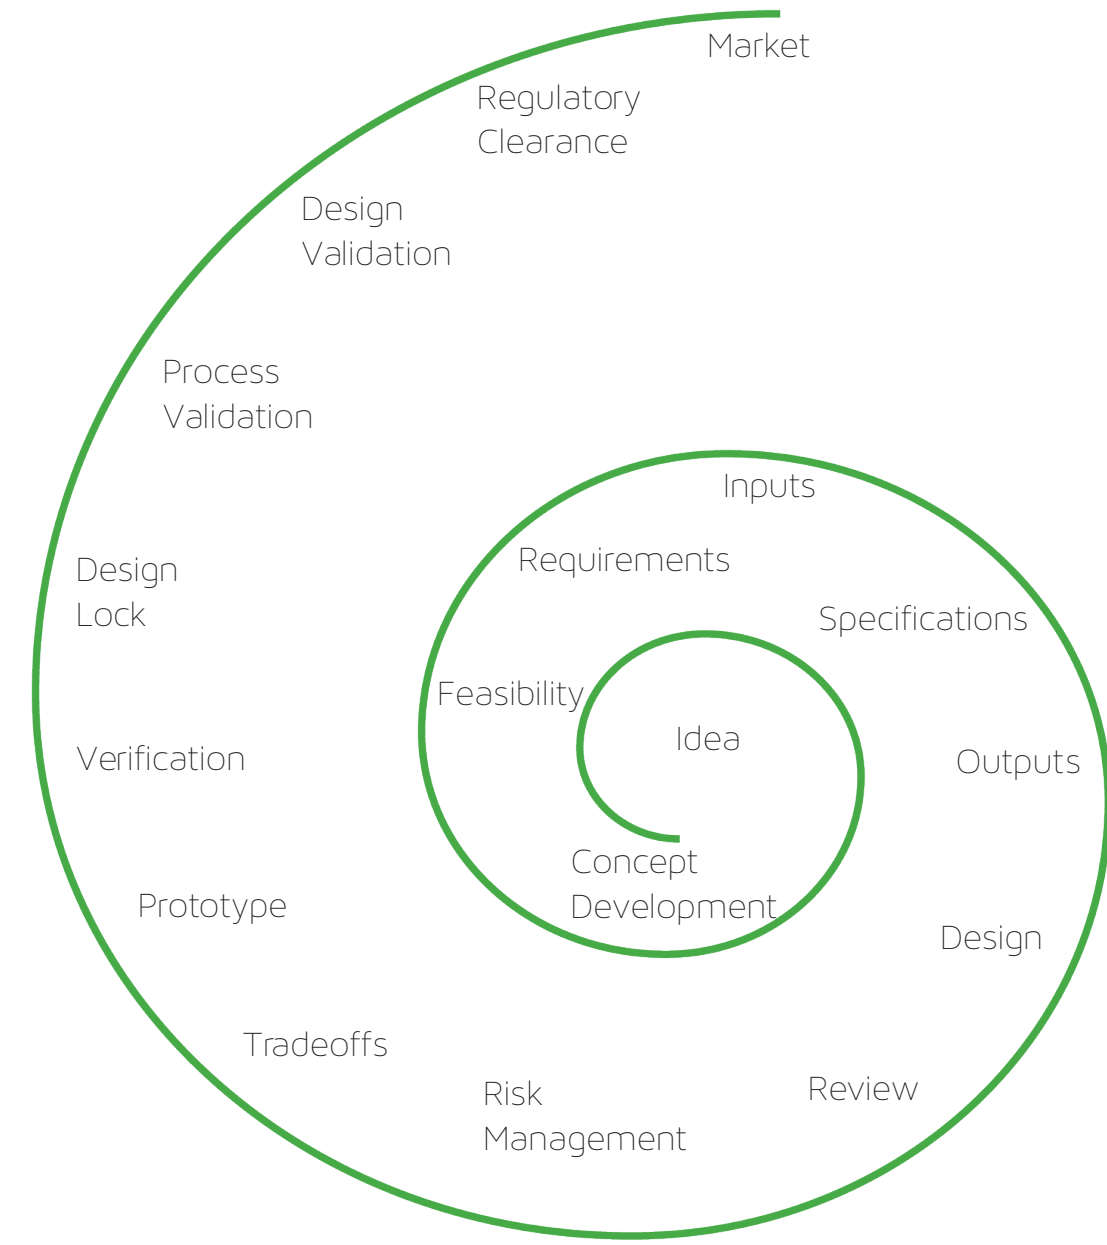 Market
Regulatory
Clearance
Design
Validation
Process
Validation
Inputs
Requirements
Design
Lock
Specifications
Feasibility
Idea
Verification
Outputs
Concept
Development
Prototype
Design
Tradeoffs
Risk
Management
Review